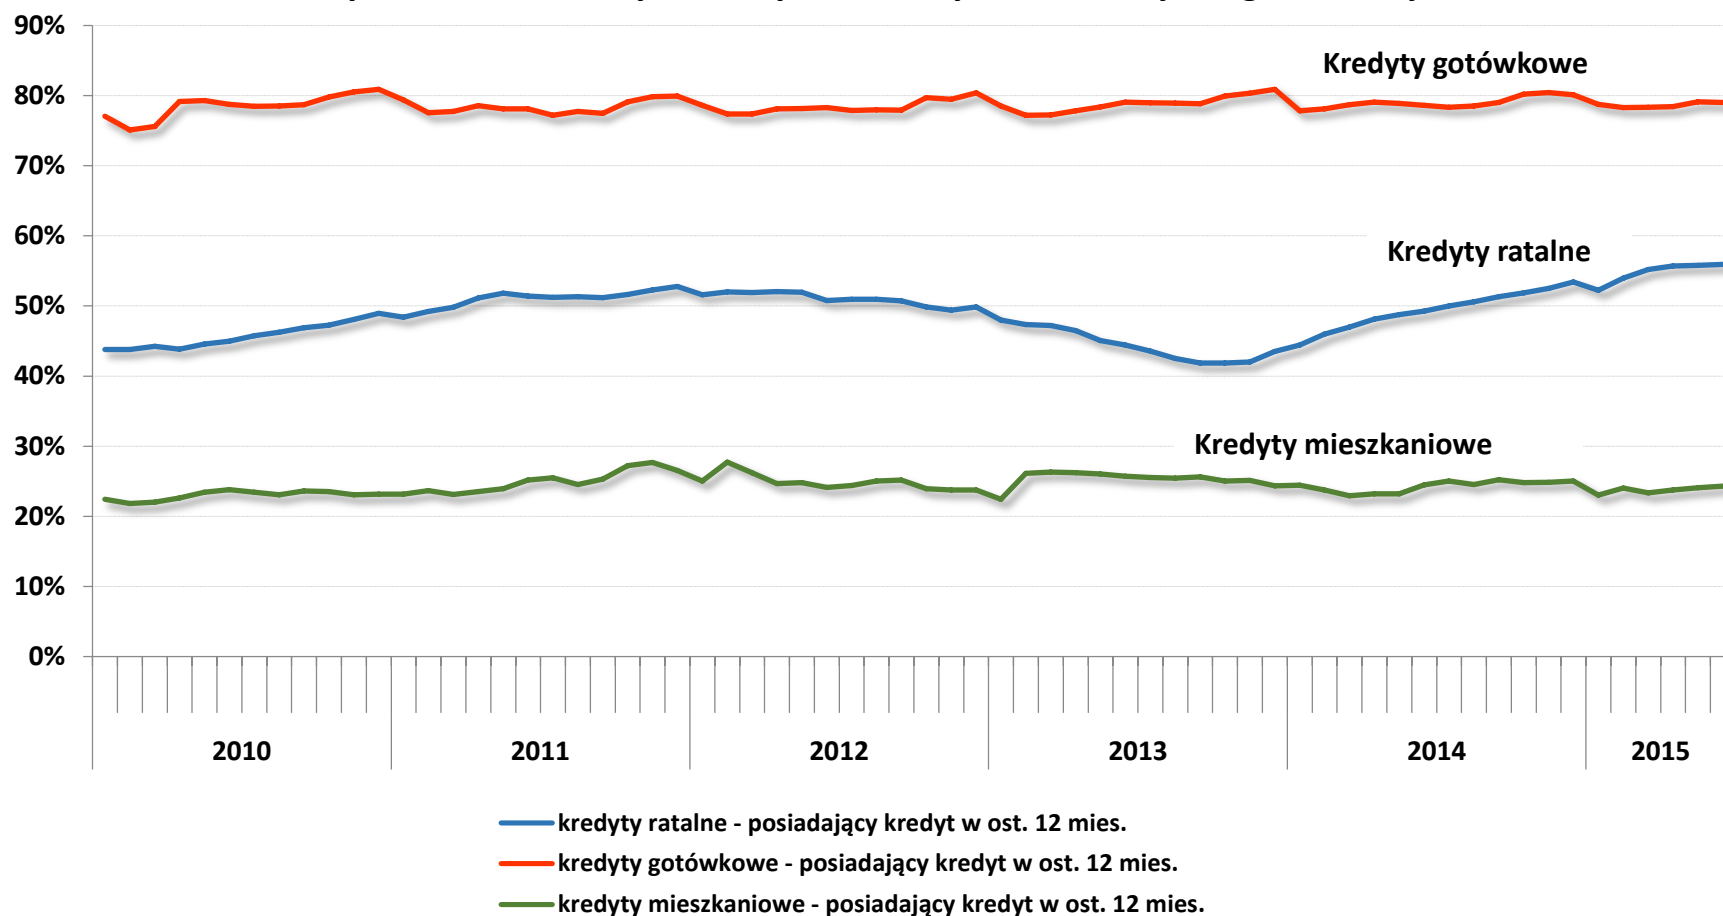 90%
Kredyty gotówkowe
80%
70%
60%
Kredyty ratalne
50%
40%
30%
Kredyty mieszkaniowe
20%
10%
0%
2010 2011 2012 2013 2014 2015
kredyty ratalne - posiadający kredyt w ost. 12 mies.
kredyty gotówkowe - posiadający kredyt w ost. 12 mies.
kredyty mieszkaniowe - posiadający kredyt w ost. 12 mies.